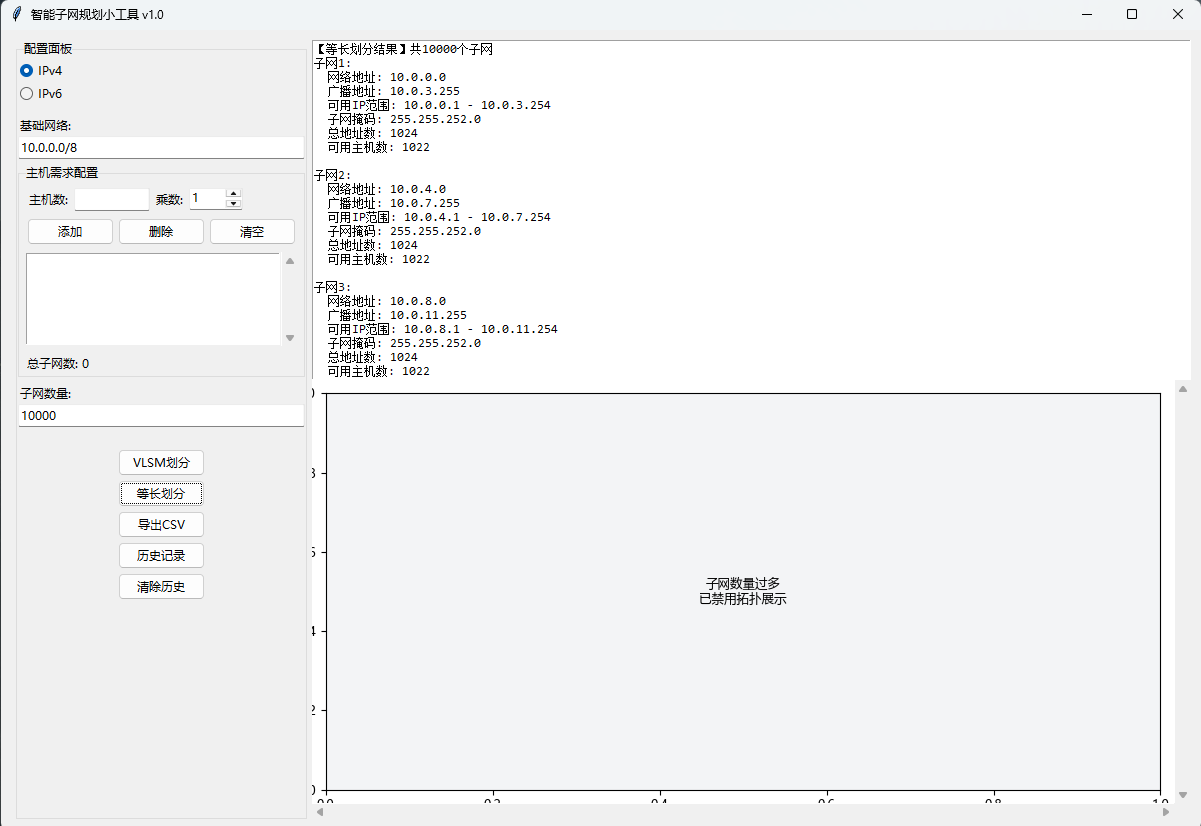 智能子网规划小工具 v1.0
配置面板
IPv4
IPv6
基础网络:
10.0.0.0/8
主机需求配置
主机数:
乘数: 1
添加 删除 清空
总子网数: 0
子网数量:
10000
VLSM划分
等长划分
导出CSV
历史记录
清除历史
【等长划分结果】共10000个子网
子网1:
网络地址: 10.0.0.0
广播地址: 10.0.3.255
可用IP范围: 10.0.0.1 - 10.0.3.254
子网掩码: 255.255.252.0
总地址数: 1024
可用主机数: 1022
子网2:
网络地址: 10.0.4.0
广播地址: 10.0.7.255
可用IP范围: 10.0.4.1 - 10.0.7.254
子网掩码: 255.255.252.0
总地址数: 1024
可用主机数: 1022
子网3:
网络地址: 10.0.8.0
广播地址: 10.0.11.255
可用IP范围: 10.0.8.1 - 10.0.11.254
子网掩码: 255.255.252.0
总地址数: 1024
可用主机数: 1022
子网数量过多
已禁用拓扑展示
0.0 0.2 0.4 0.6 0.8 1.0